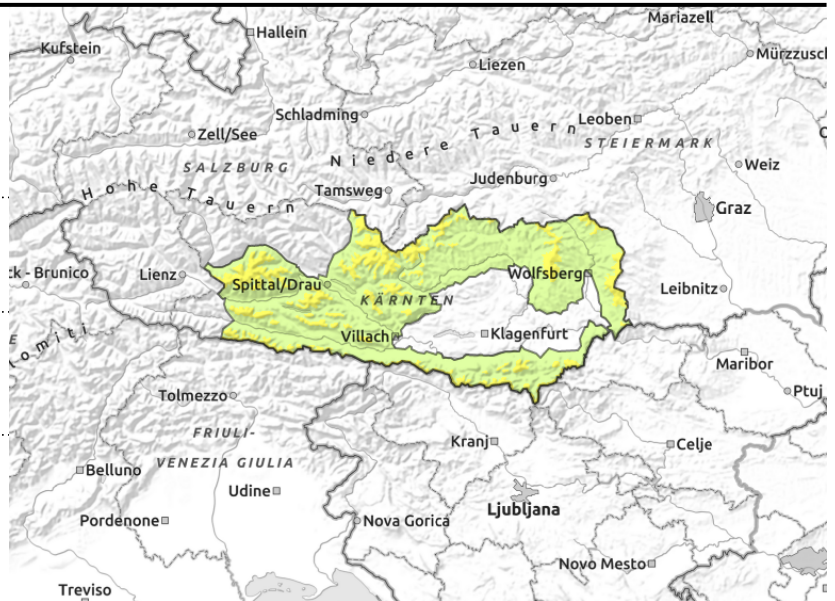 Mariazell
Hallein
Kufstein
Mürzzusch
Liezen
Schladming
Leoben
Zell/See
Niedere Tauern
STEIERMARK
SALZBURG
Weiz
Hohe Tauern
Tamsweg
Judenburg
Graz
ck - Brunico
Lienz
Spittal/Drau
Wolfsberg
Leibnitz
KÄRNTEN
omiti
Villach
Klagenfurt
Maribor
Tolmezzo
Ptuj
FRIULI-
VENEZIA GIULIA
Kranj
Celje
Belluno
Udine
Ljubljana
Pordenone
Nova Gorica
Novo Mesto
Treviso